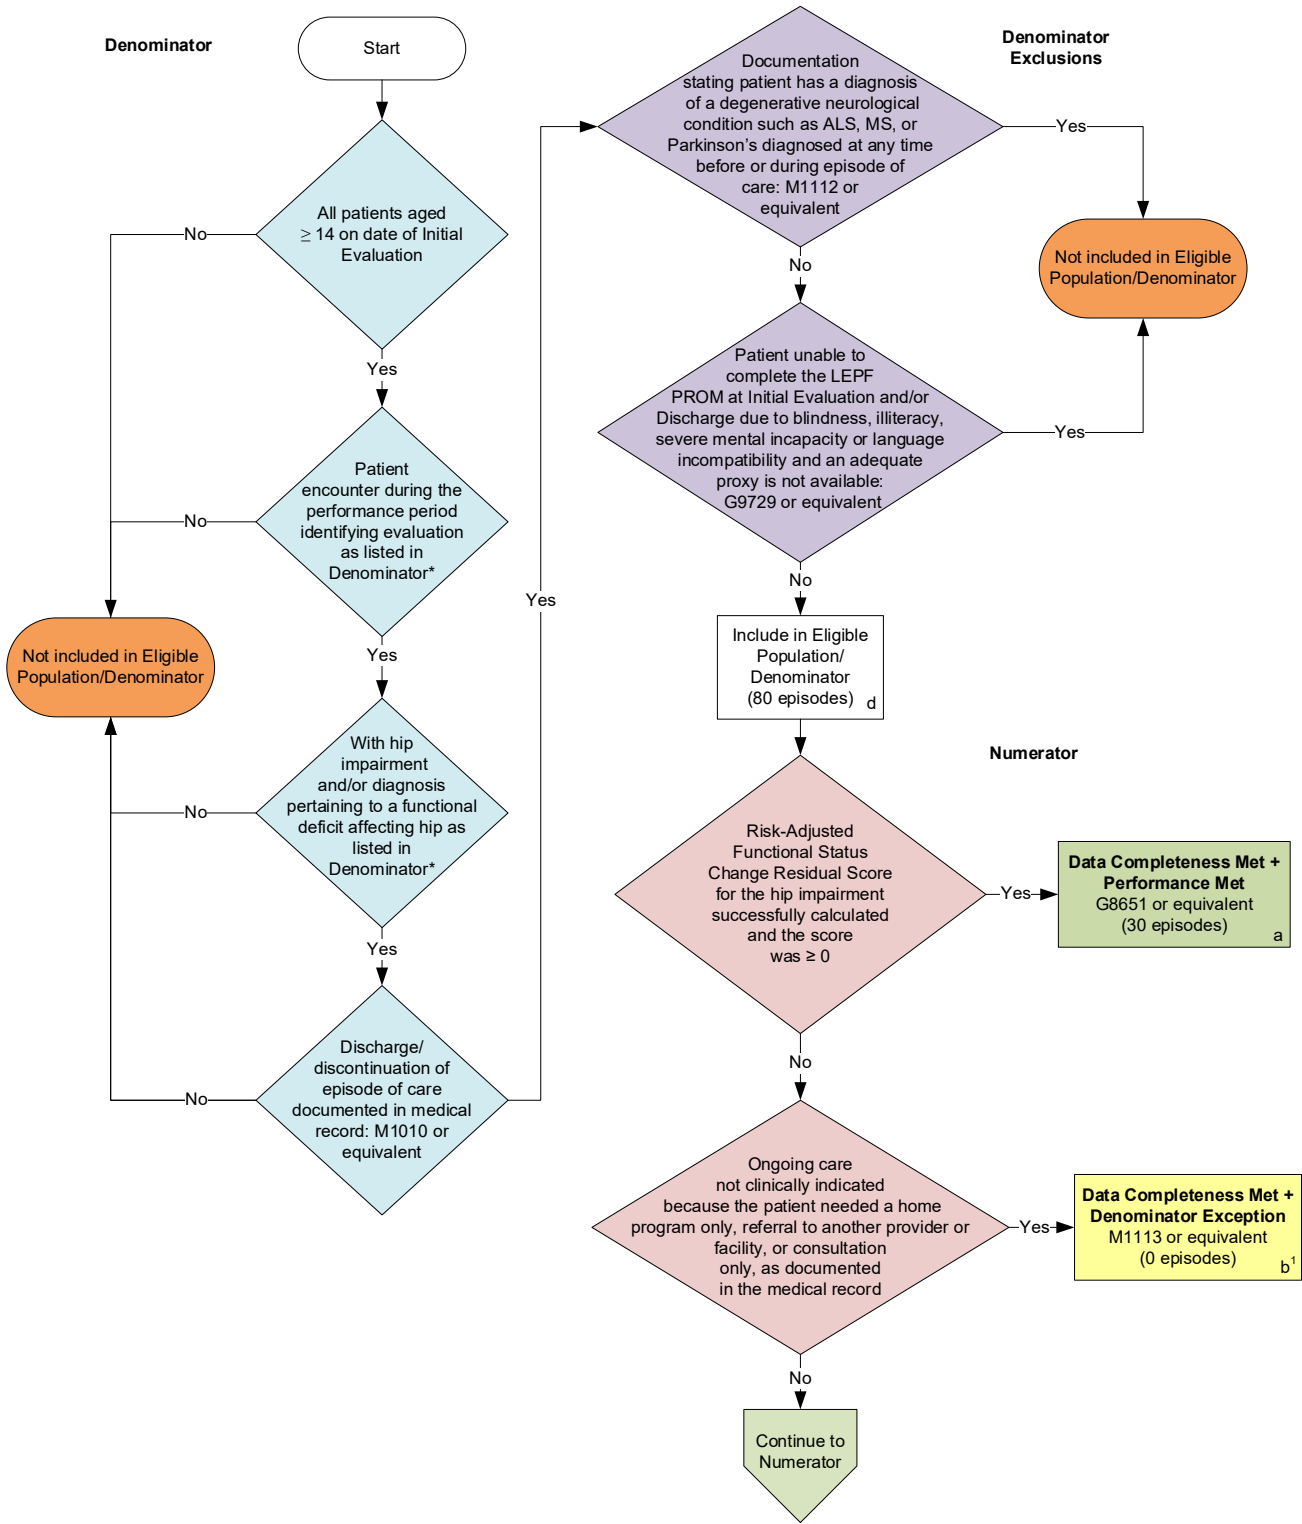 Denominator
Start
All patients aged
≥ 14 on date of Initial
Evaluation
No
Yes
Patient
encounter during the
performance period
identifying evaluation
as listed in
Denominator*
No
Yes
Not included in Eligible
Population/Denominator
With hip
impairment
and/or diagnosis
pertaining to a functional
deficit affecting hip as
listed in
Denominator*
No
Yes
Discharge/
discontinuation of
episode of care
documented in medical
record: M1010 or
equivalent
No
Yes
Denominator
Exclusions
Documentation
stating patient has a diagnosis
of a degenerative neurological
condition such as ALS, MS, or
Parkinson's diagnosed at any time
before or during episode of
care: M1112 or
equivalent
Yes
No
Not included in Eligible
Population/Denominator
Patient unable to
complete the LEPF
PROM at Initial Evaluation and/or
Discharge due to blindness, illiteracy,
severe mental incapacity or language
incompatibility and an adequate
proxy is not available:
G9729 or equivalent
Yes
No
Include in Eligible
Population/
Denominator
(80 episodes)
d
Numerator
Risk-Adjusted
Functional Status
Change Residual Score
for the hip impairment
successfully calculated
and the score
was ≥ 0
Yes
Data Completeness Met +
Performance Met
G8651 or equivalent
(30 episodes)
a
No
Ongoing care
not clinically indicated
because the patient needed a home
program only, referral to another provider or
facility, or consultation
only, as documented
in the medical record
Yes
Data Completeness Met +
Denominator Exception
M1113 or equivalent
(0 episodes)
b¹
No
Continue to
Numerator